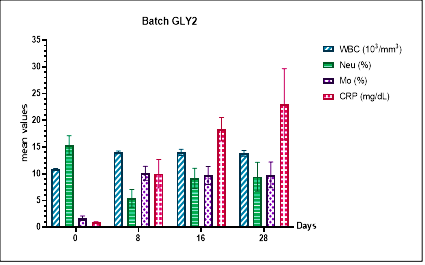 Batch GLY2
35
30
25
20
15
10
5
0
mean values
0 8 16 28
Days
WBC (10³/mm³)
Neu (%)
Mo (%)
CRP (mg/dL)